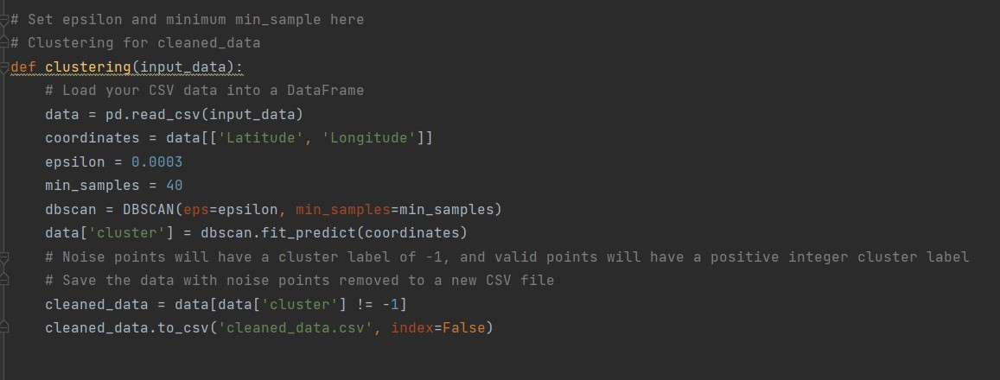 # Set epsilon and minimum min_sample here
# Clustering for cleaned_data
def clustering(input_data):
    # Load your CSV data into a DataFrame
    data = pd.read_csv(input_data)
    coordinates = data[['Latitude', 'Longitude']]
    epsilon = 0.0003
    min_samples = 40
    dbscan = DBSCAN(eps=epsilon, min_samples=min_samples)
    data['cluster'] = dbscan.fit_predict(coordinates)
    # Noise points will have a cluster label of -1, and valid points will have a positive integer cluster label
    # Save the data with noise points removed to a new CSV file
    cleaned_data = data[data['cluster'] != -1]
    cleaned_data.to_csv('cleaned_data.csv', index=False)